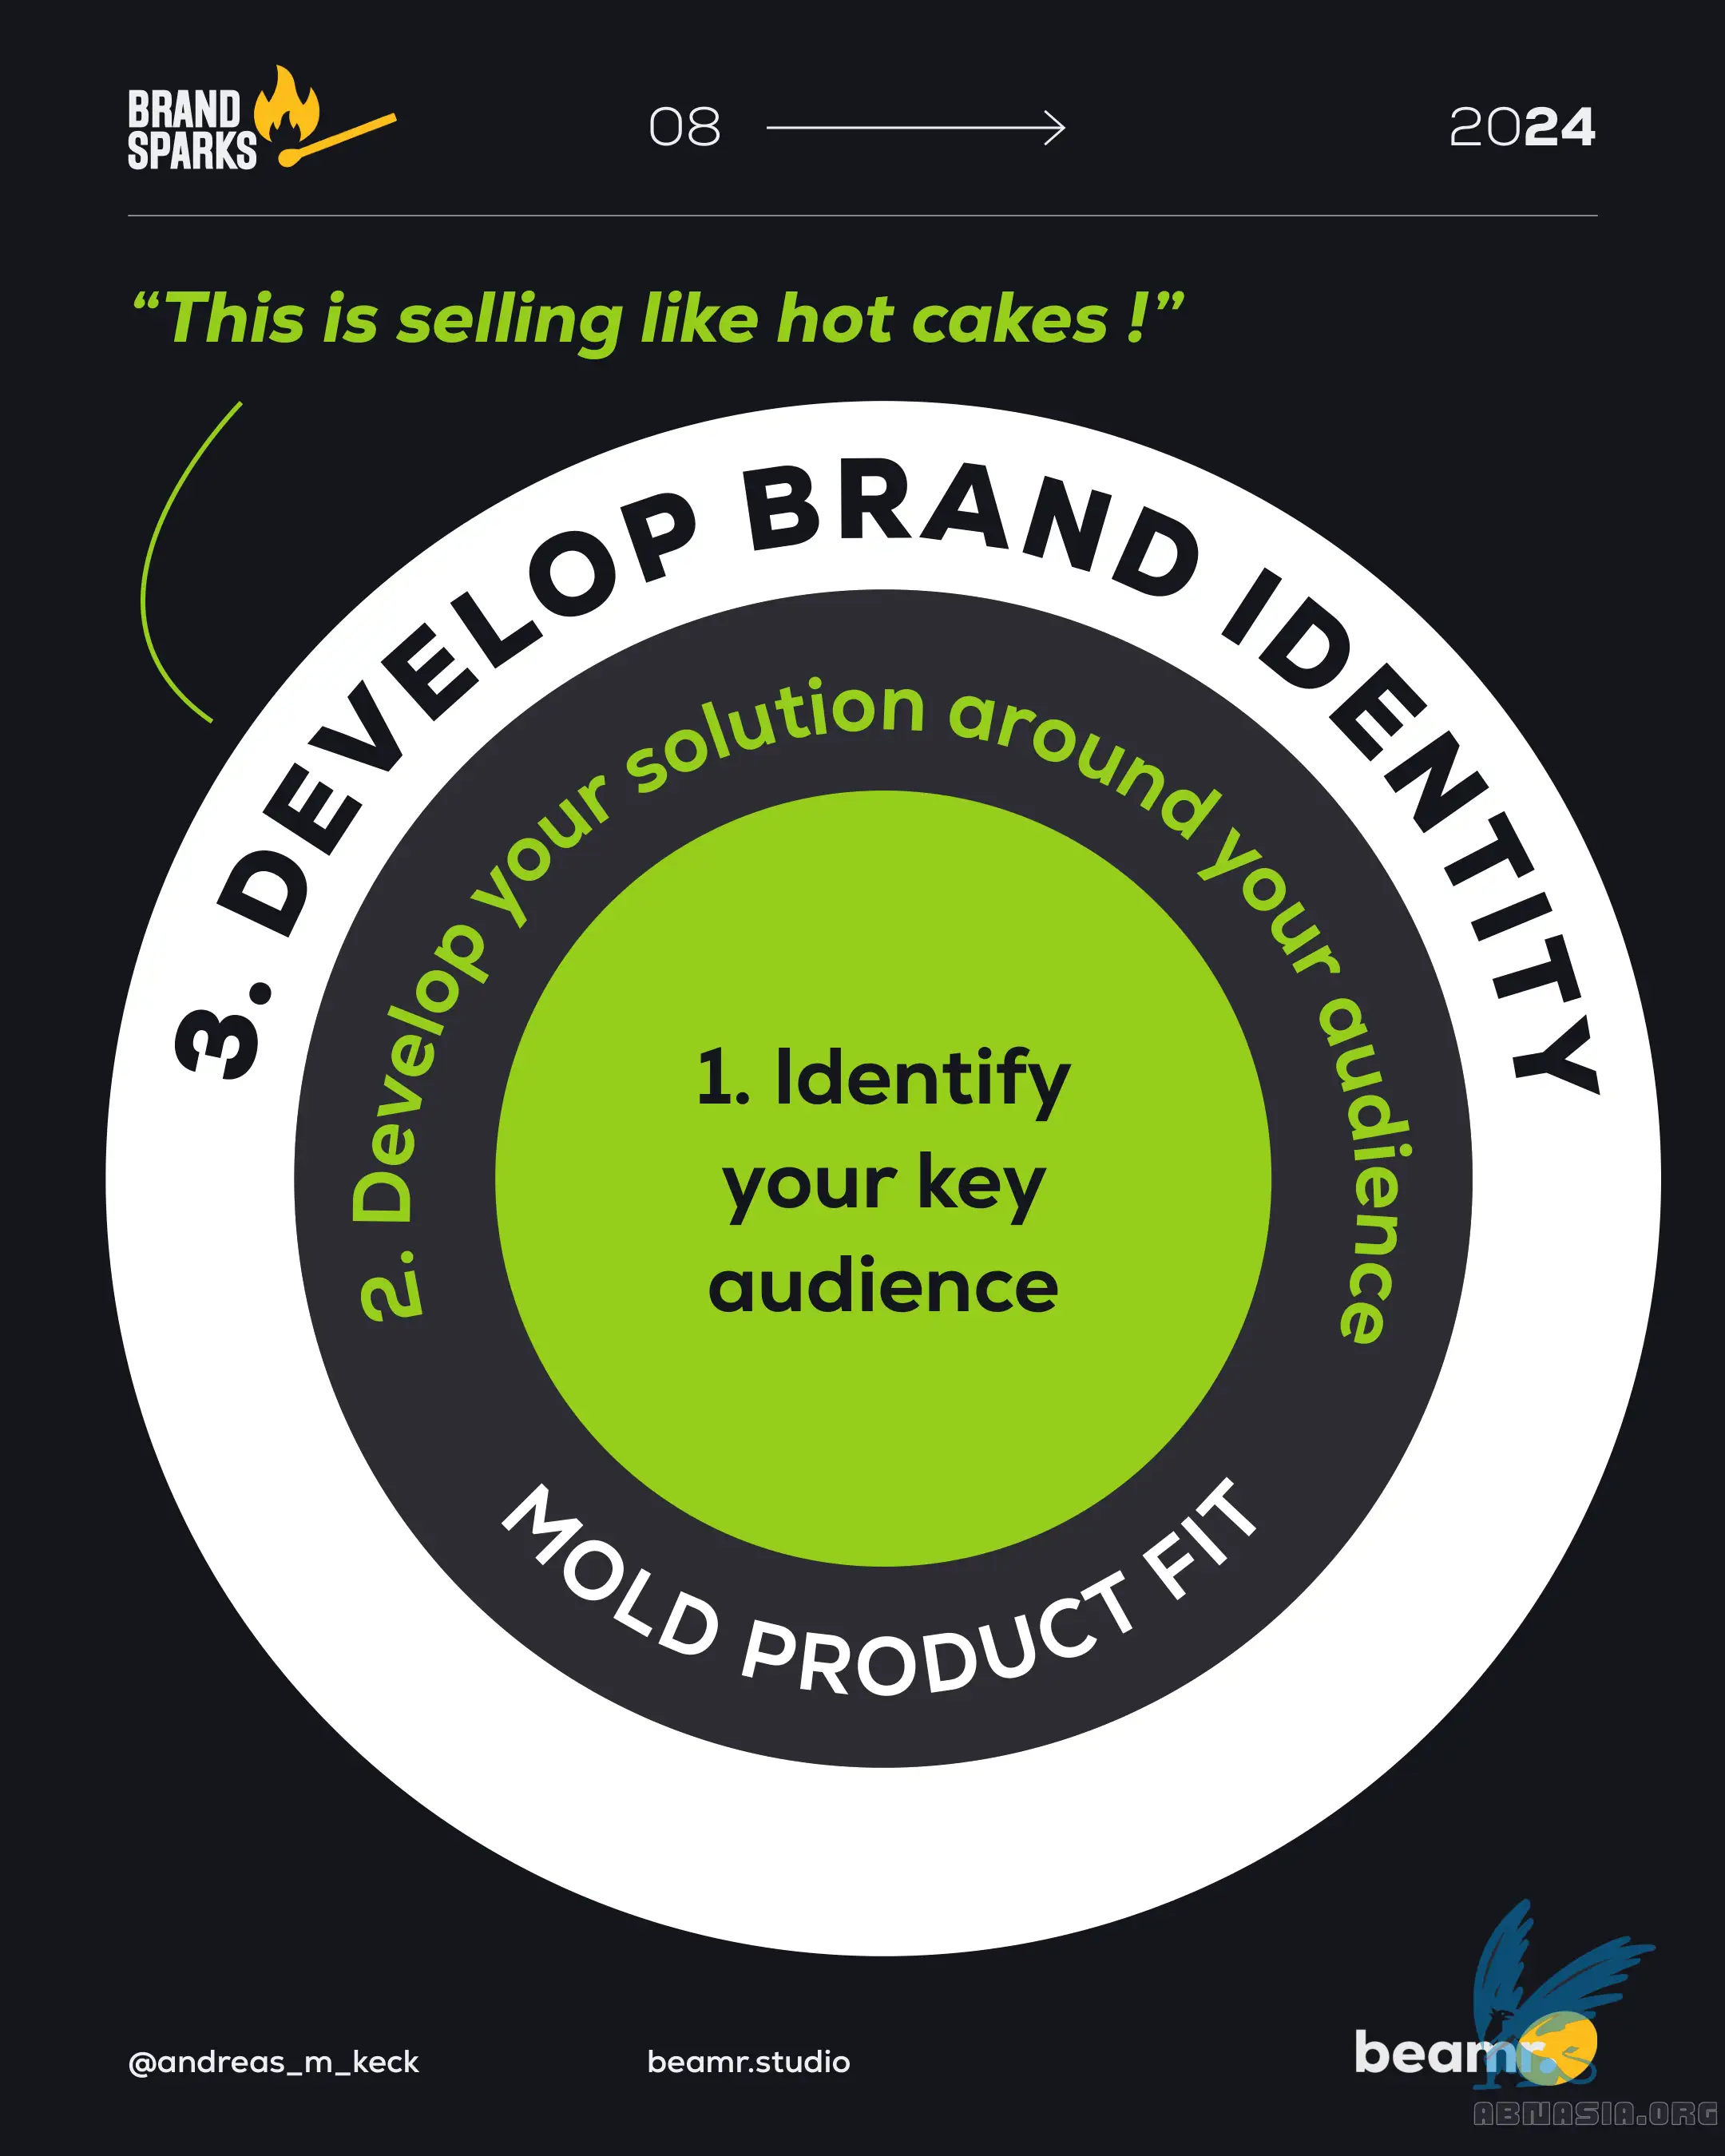 BRAND
SPARKS
08
2024
“This is selling like hot cakes !”
3. DEVELOP BRAND IDENTITY
2. Develop your solution around your audience
1. Identify
your key
audience
MOLD PRODUCT FIT
@andreas_m_keck
beamr.studio
beamr.
ABNASIA.ORG